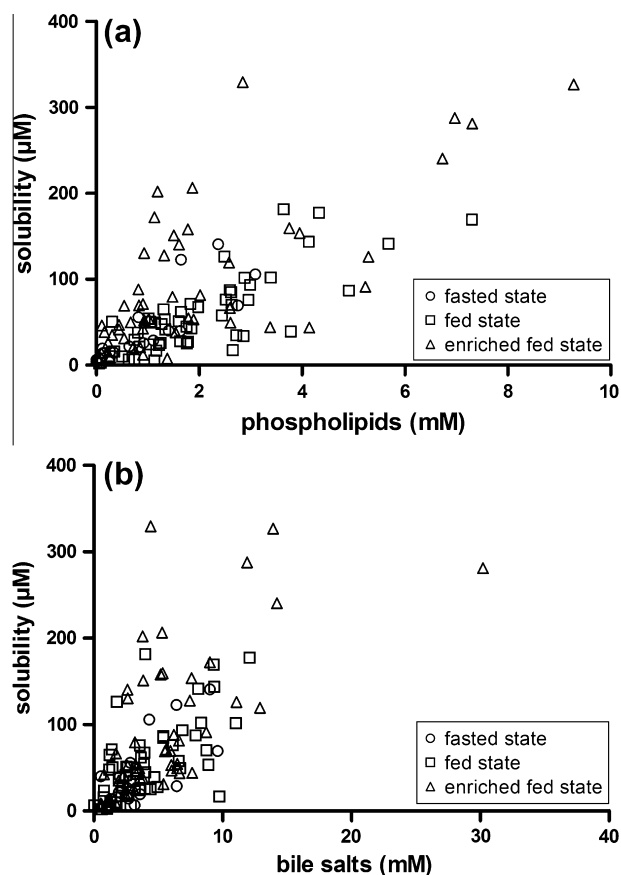 (a)
400
300
200
100
0
solubility (µM)
fasted state
fed state
enriched fed state
0 2 4 6 8 10
phospholipids (mM)
(b)
400
300
200
100
0
solubility (µM)
fasted state
fed state
enriched fed state
0 10 20 30 40
bile salts (mM)